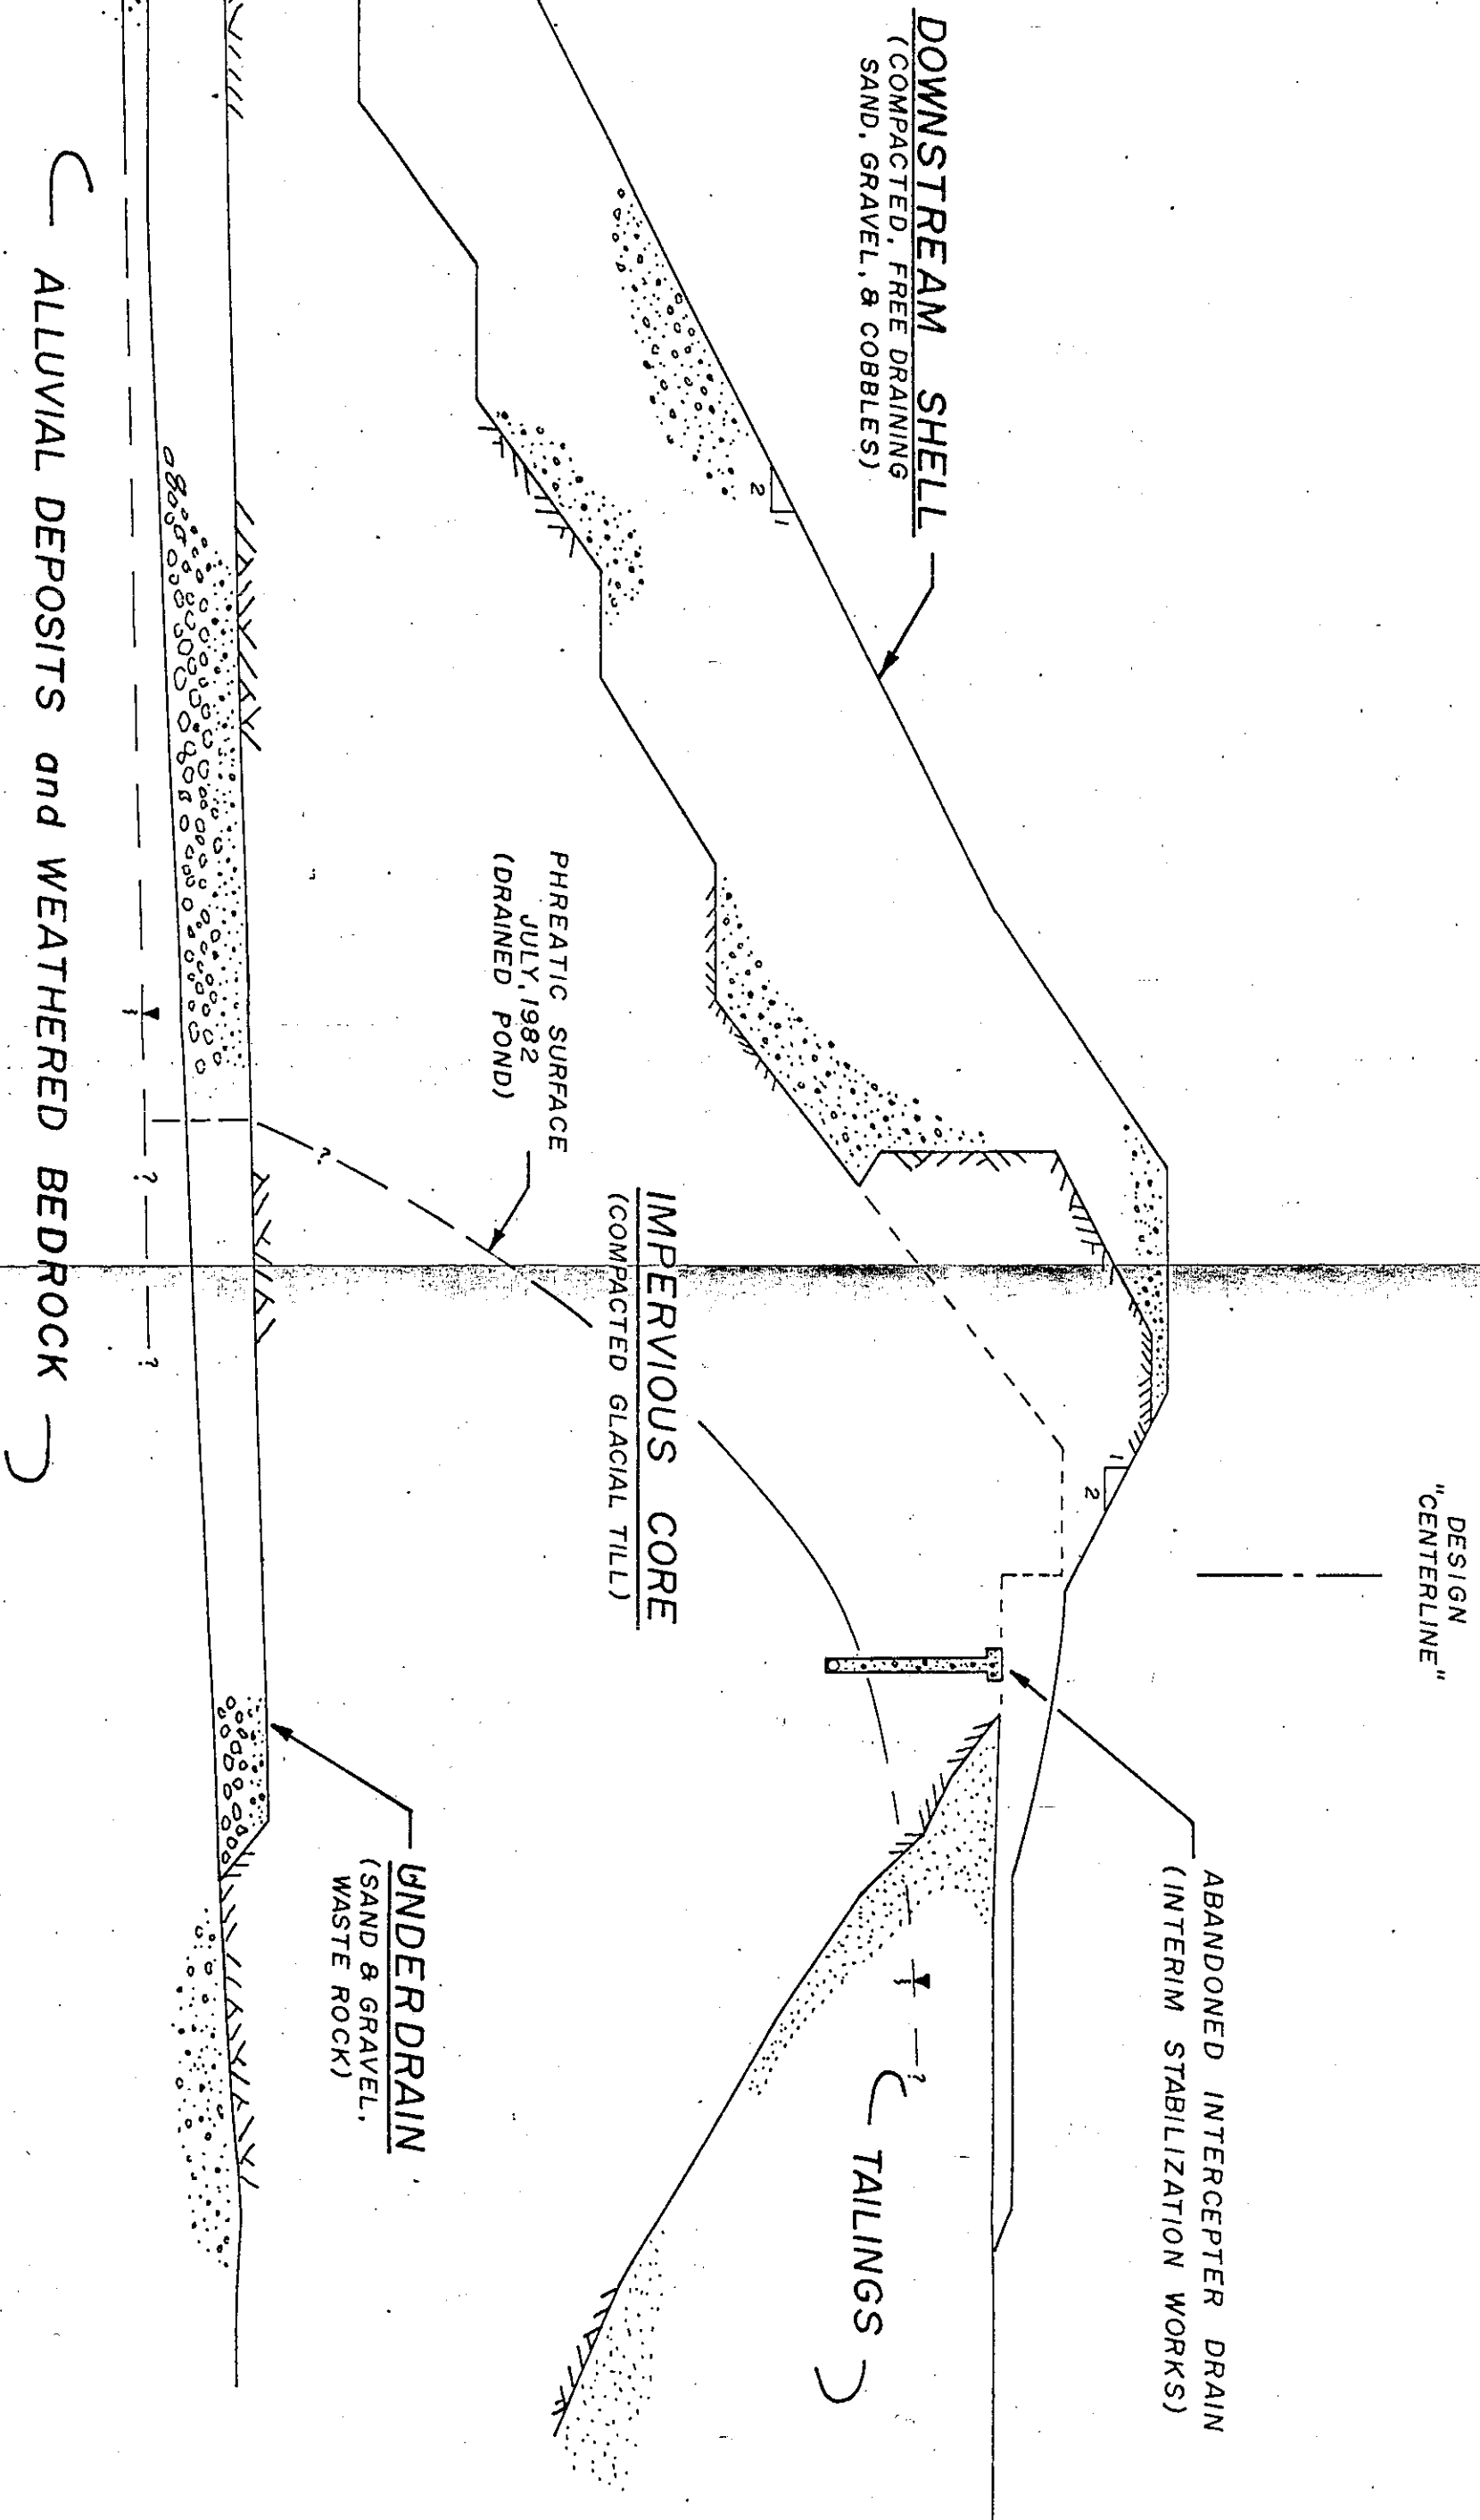 DESIGN
"CENTERLINE"
ABANDONED INTERCEPTER DRAIN
(INTERIM STABILIZATION WORKS)
DOWNSTREAM SHELL
(COMPACTED, FREE DRAINING
SAND, GRAVEL, & COBBLES)
2
1
1
2
?
TAILINGS
IMPERVIOUS CORE
(COMPACTED GLACIAL TILL)
PHREATIC SURFACE
JULY, 1982
(DRAINED POND)
?
UNDERDRAIN
(SAND & GRAVEL,
WASTE ROCK)
?
?
ALLUVIAL DEPOSITS and WEATHERED BEDROCK